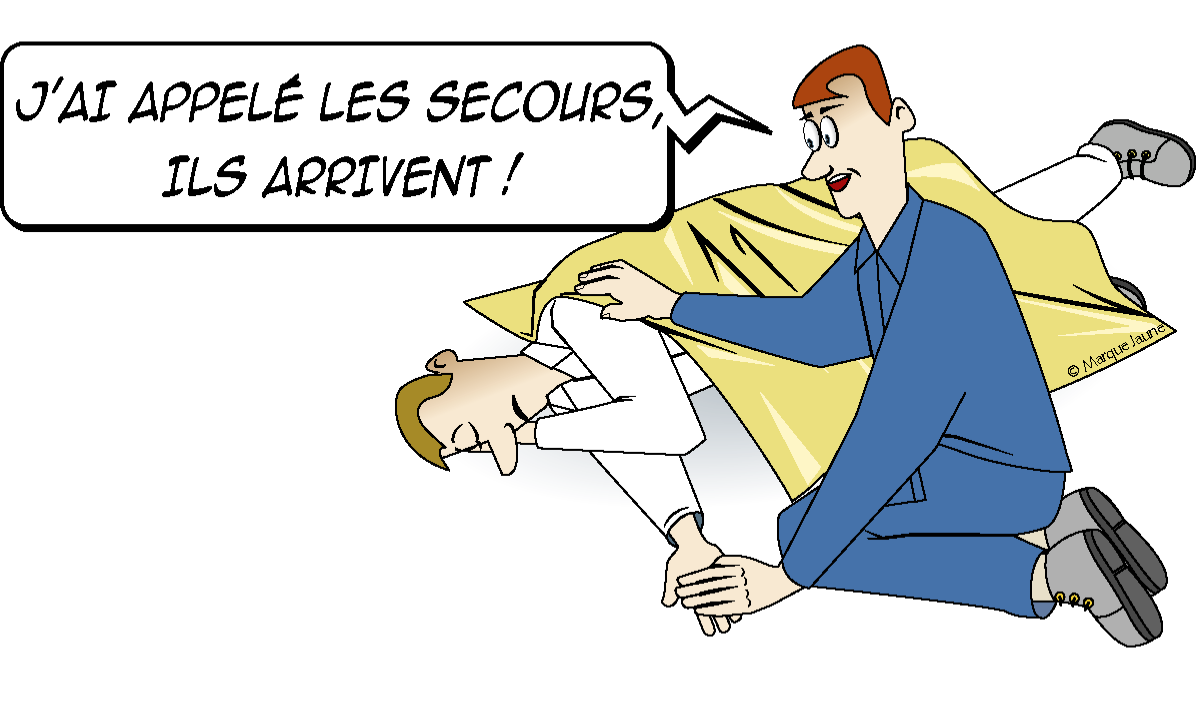 J'AI APPELÉ LES SECOURS,
ILS ARRIVENT !
© Marque Jaune